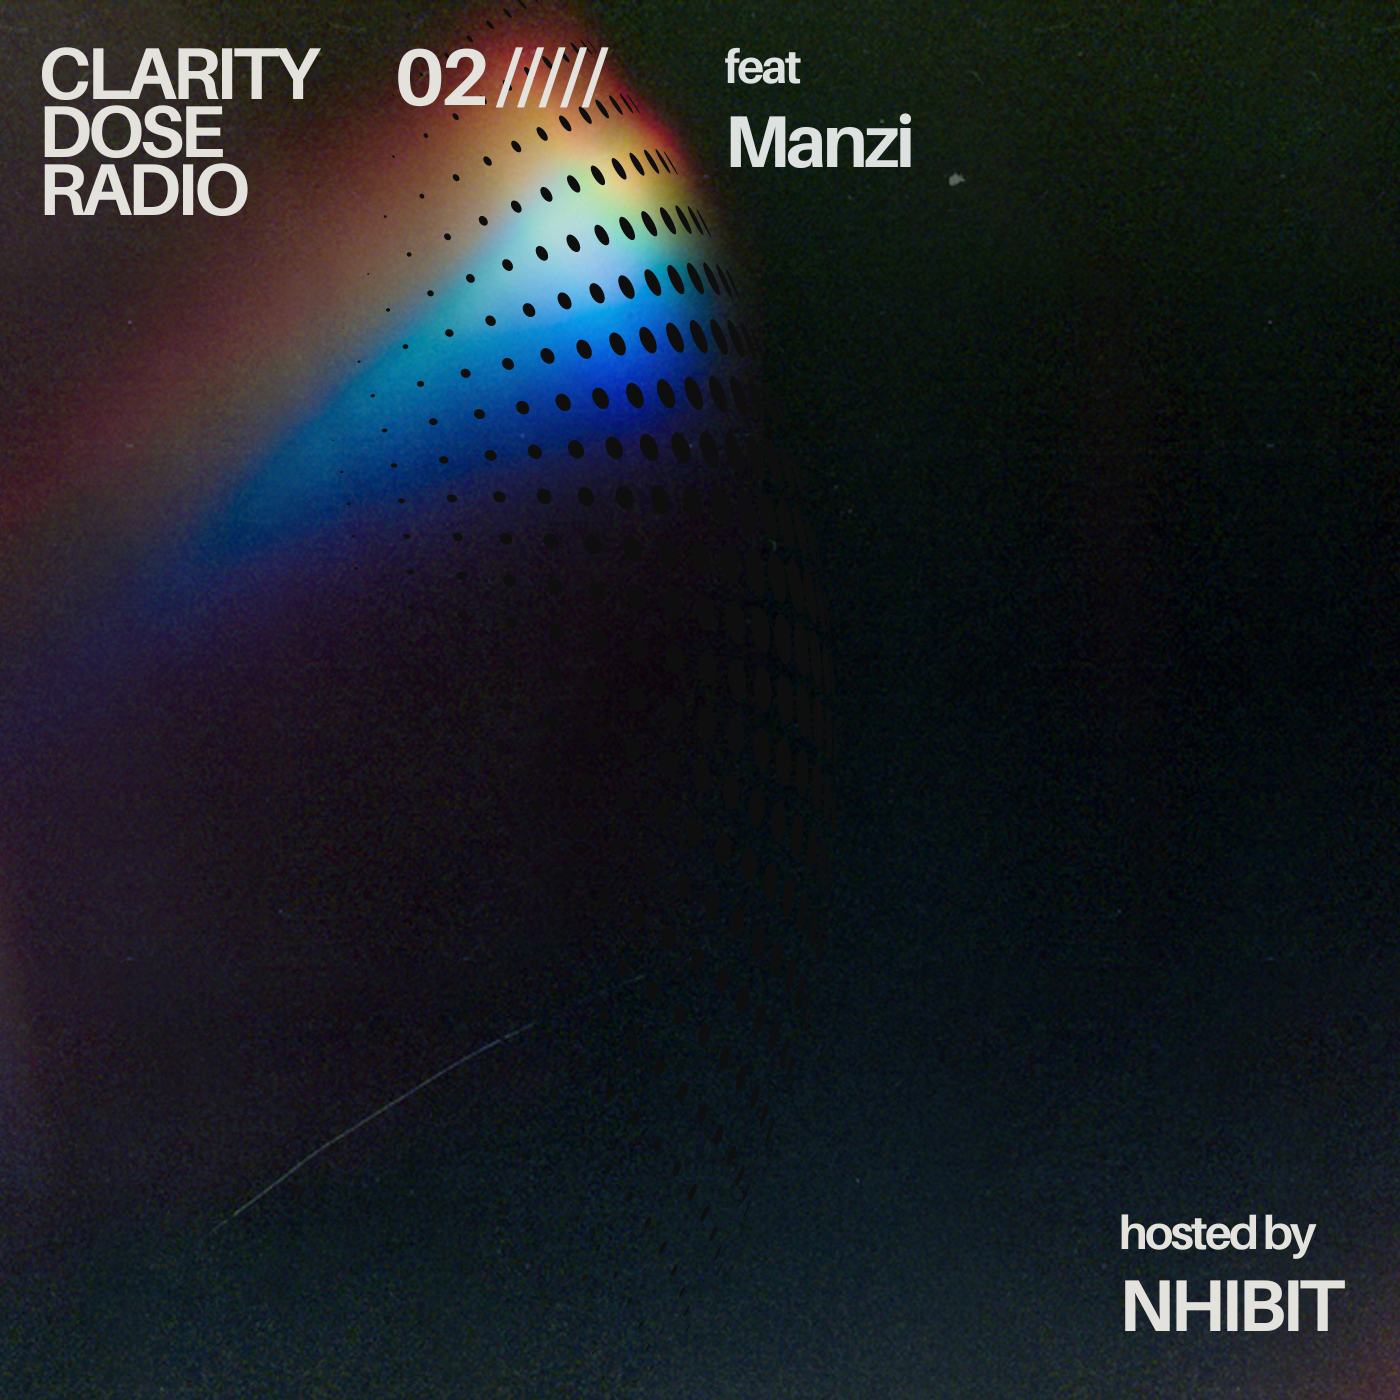 CLARITY
DOSE
RADIO
02/////
feat
Manzi
hosted by
NHIBIT